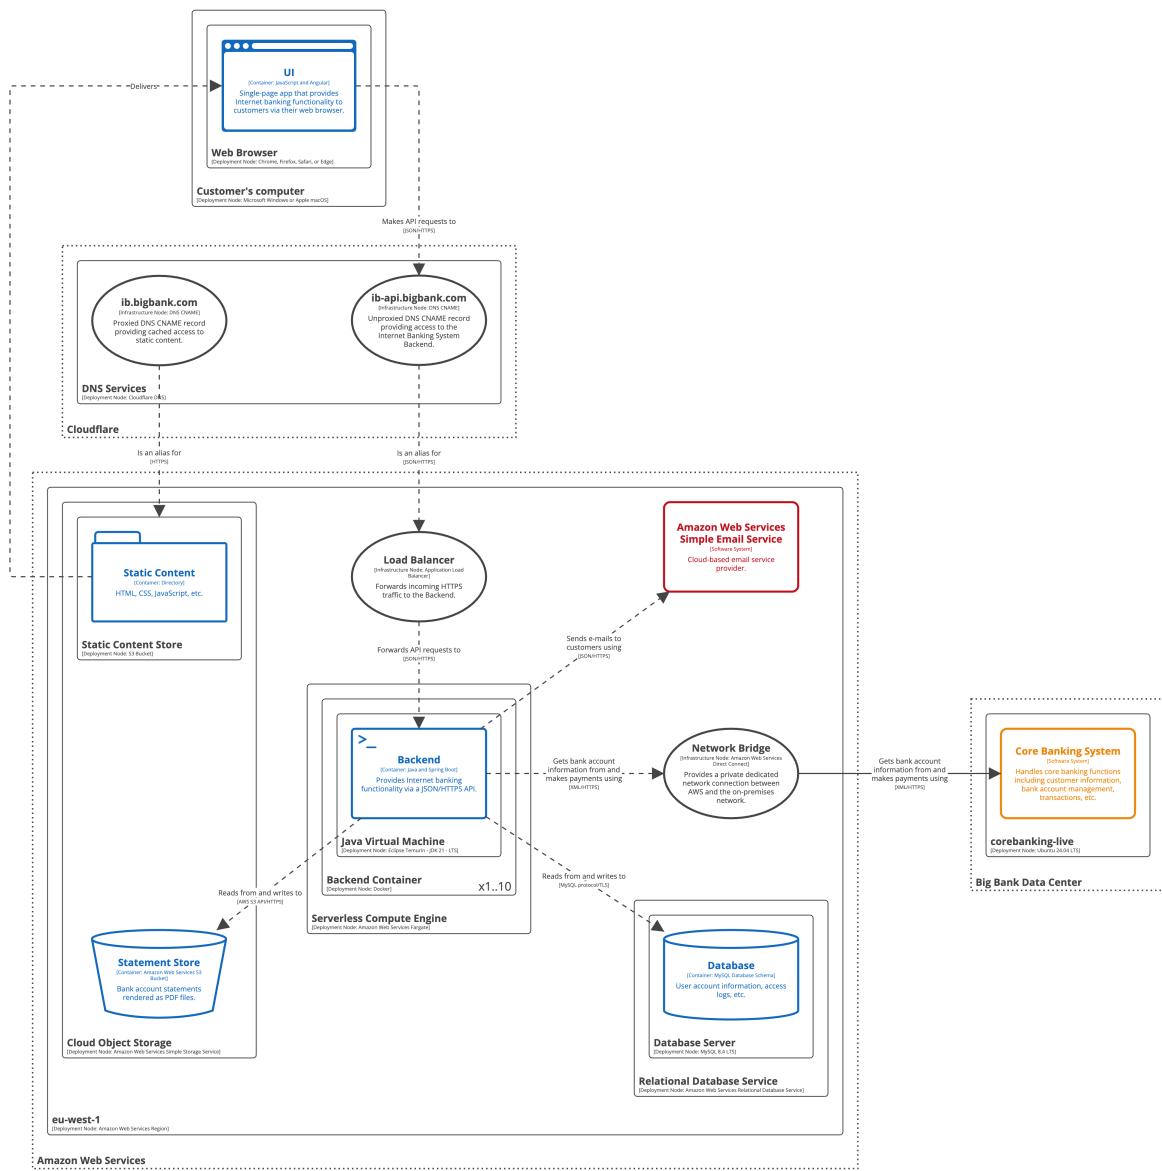 UI
[Container: JavaScript and Angular]
Single-page app that provides
Internet banking functionality to
customers via their web browser.
Delivers
Web Browser
[Deployment Node: Chrome, Firefox, Safari, or Edge]
Customer's computer
[Deployment Node: Microsoft Windows or Apple macOS]
Makes API requests to
[JSON/HTTPS]
ib.bigbank.com
[Infrastructure Node: DNS CNAME]
Proxied DNS CNAME record
providing cached access to
static content.
ib-api.bigbank.com
[Infrastructure Node: DNS CNAME]
Unproxied DNS CNAME record
providing access to the
Internet Banking System
Backend.
DNS Services
[Deployment Node: Cloudflare DNS]
Cloudflare
Is an alias for
[HTTPS]
Is an alias for
[JSON/HTTPS]
Static Content
[Container: Directory]
HTML, CSS, JavaScript, etc.
Static Content Store
[Deployment Node: S3 Bucket]
Load Balancer
[Infrastructure Node: Application Load
Balancer]
Forwards incoming HTTPS
traffic to the Backend.
Amazon Web Services
Simple Email Service
[Software System]
Cloud-based email service
provider.
Forwards API requests to
[JSON/HTTPS]
Sends e-mails to
customers using
[JSON/HTTPS]
>_
Backend
[Container: Java and Spring Boot]
Provides Internet banking
functionality via a JSON/HTTPS API.
Java Virtual Machine
[Deployment Node: Eclipse Temurin - JDK 21 - LTS]
Backend Container
[Deployment Node: Docker]
x1..10
Serverless Compute Engine
[Deployment Node: Amazon Web Services Fargate]
Gets bank account
information from and
makes payments using
[XML/HTTPS]
Network Bridge
[Infrastructure Node: Amazon Web Services
Direct Connect]
Provides a private dedicated
network connection between
AWS and the on-premises
network.
Gets bank account
information from and
makes payments using
[XML/HTTPS]
Core Banking System
[Software System]
Handles core banking functions
including customer information,
bank account management,
transactions, etc.
corebanking-live
[Deployment Node: Ubuntu 24.04 LTS]
Big Bank Data Center
Reads from and writes to
[AWS S3 API/HTTPS]
Reads from and writes to
[MySQL protocol/TLS]
Statement Store
[Container: Amazon Web Services S3
Bucket]
Bank account statements
rendered as PDF files.
Cloud Object Storage
[Deployment Node: Amazon Web Services Simple Storage Service]
Database
[Container: MySQL Database Schema]
User account information, access
logs, etc.
Database Server
[Deployment Node: MySQL 8.4 LTS]
Relational Database Service
[Deployment Node: Amazon Web Services Relational Database Service]
eu-west-1
[Deployment Node: Amazon Web Services Region]
Amazon Web Services